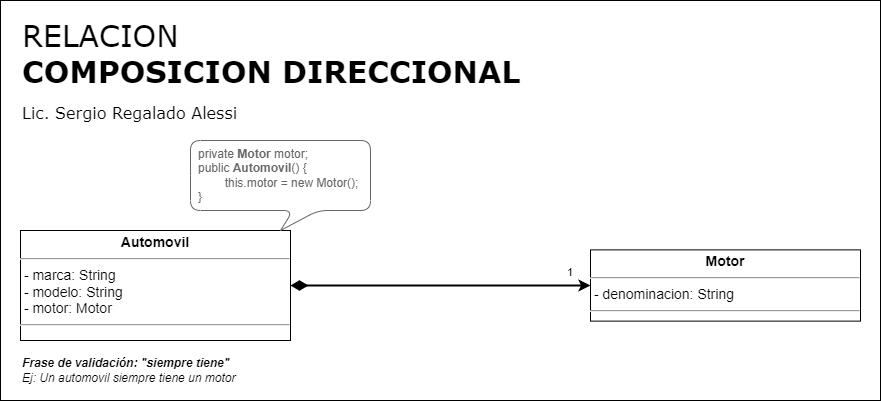 RELACION
COMPOSICION DIRECCIONAL
Lic. Sergio Regalado Alessi
private Motor motor;
public Automovil() {
this.motor = new Motor();
}
Automovil
- marca: String
- modelo: String
- motor: Motor
1
Motor
- denominacion: String
Frase de validación: "siempre tiene"
Ej: Un automovil siempre tiene un motor